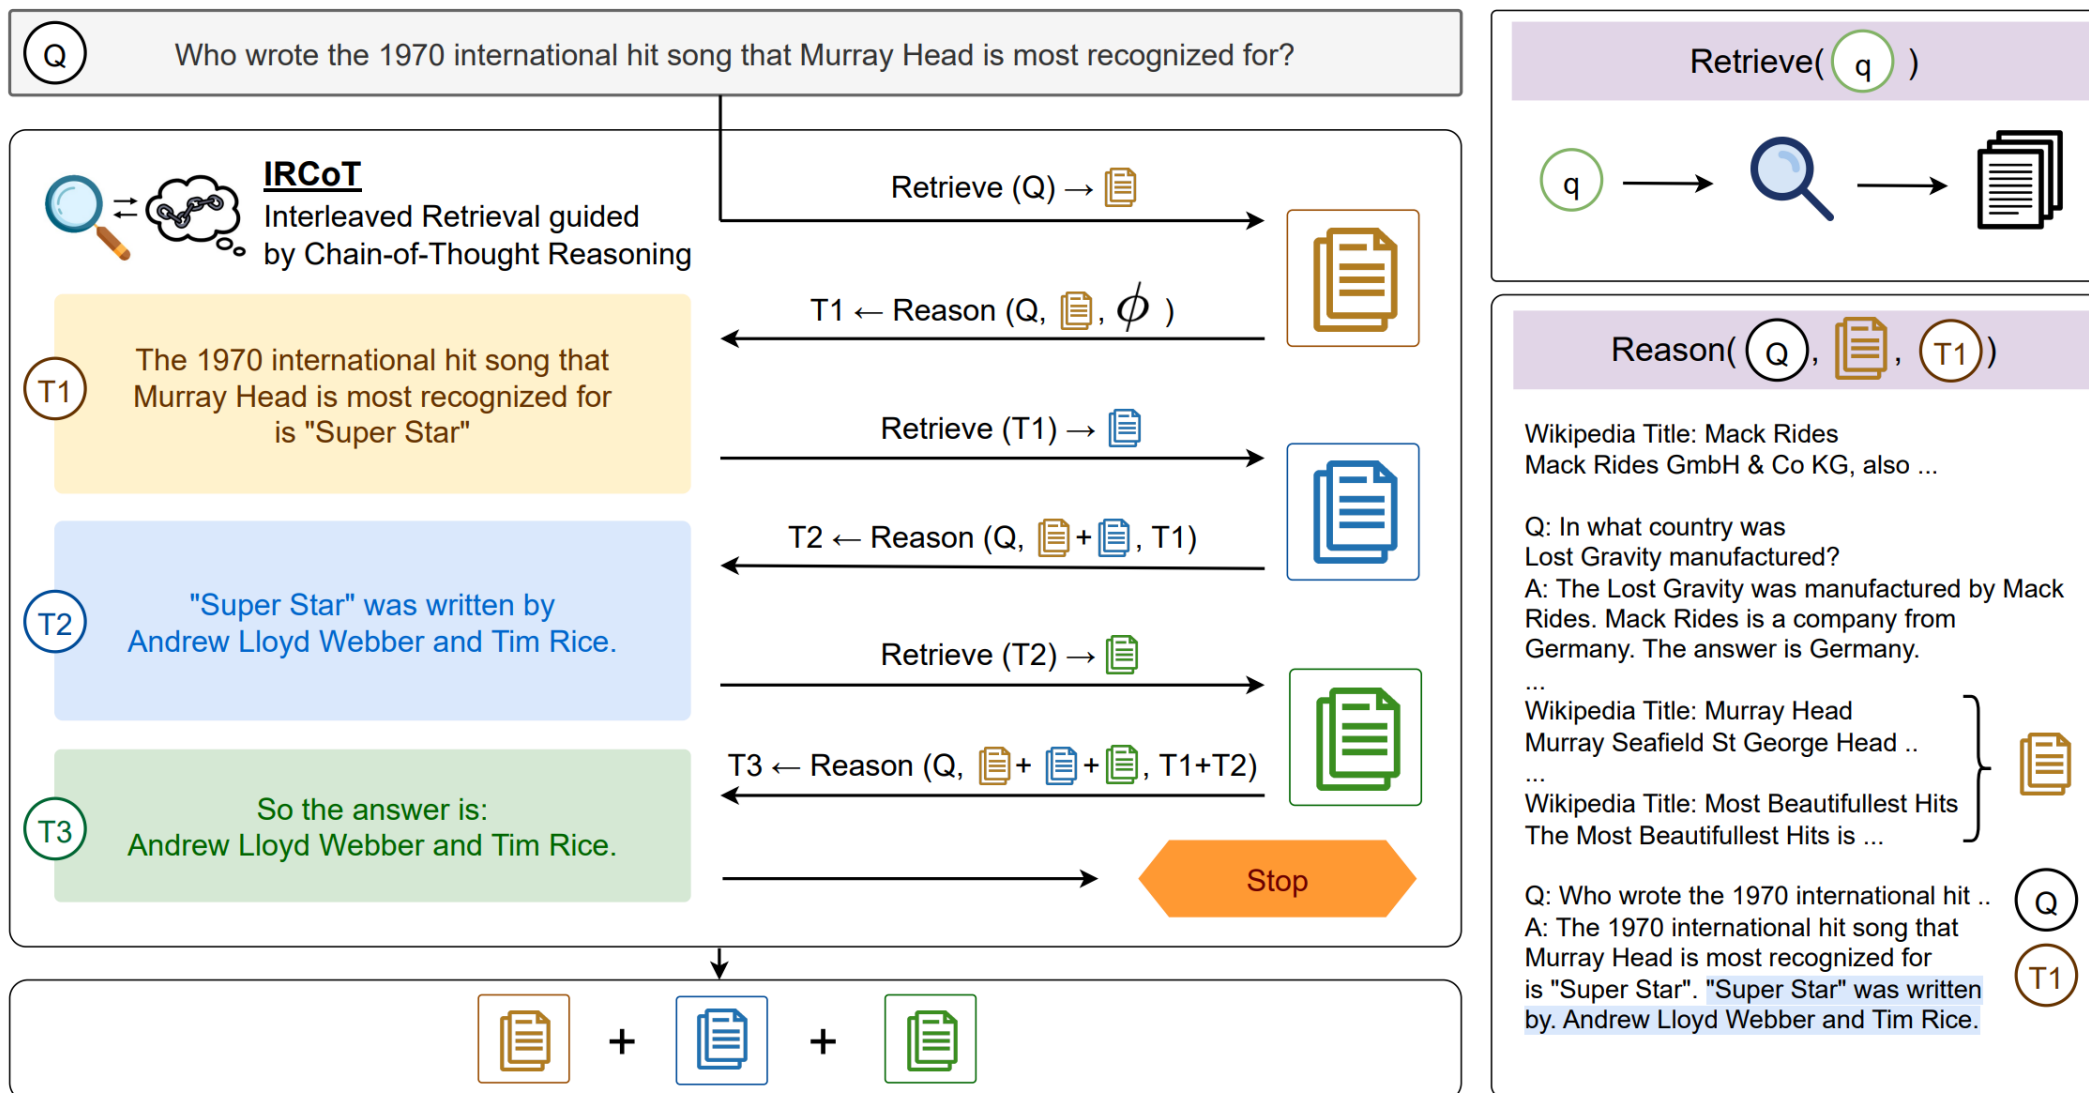 Q Who wrote the 1970 international hit song that Murray Head is most recognized for?
IRCoT
Interleaved Retrieval guided
by Chain-of-Thought Reasoning
Retrieve (Q) →
T1 ← Reason (Q, , ϕ )
T1
The 1970 international hit song that
Murray Head is most recognized for
is "Super Star"
Retrieve (T1) →
T2 ← Reason (Q, + , T1)
T2
"Super Star" was written by
Andrew Lloyd Webber and Tim Rice.
Retrieve (T2) →
T3 ← Reason (Q, + + , T1+T2)
T3
So the answer is:
Andrew Lloyd Webber and Tim Rice.
Stop
+ +
Retrieve( q )
q
Reason( Q , , T1 )
Wikipedia Title: Mack Rides
Mack Rides GmbH & Co KG, also ...
Q: In what country was
Lost Gravity manufactured?
A: The Lost Gravity was manufactured by Mack
Rides. Mack Rides is a company from
Germany. The answer is Germany.
...
Wikipedia Title: Murray Head
Murray Seafield St George Head ..
...
Wikipedia Title: Most Beautifullest Hits
The Most Beautifullest Hits is ...
Q: Who wrote the 1970 international hit ..
Q
A: The 1970 international hit song that
Murray Head is most recognized for
is "Super Star". "Super Star" was written
by. Andrew Lloyd Webber and Tim Rice.
T1